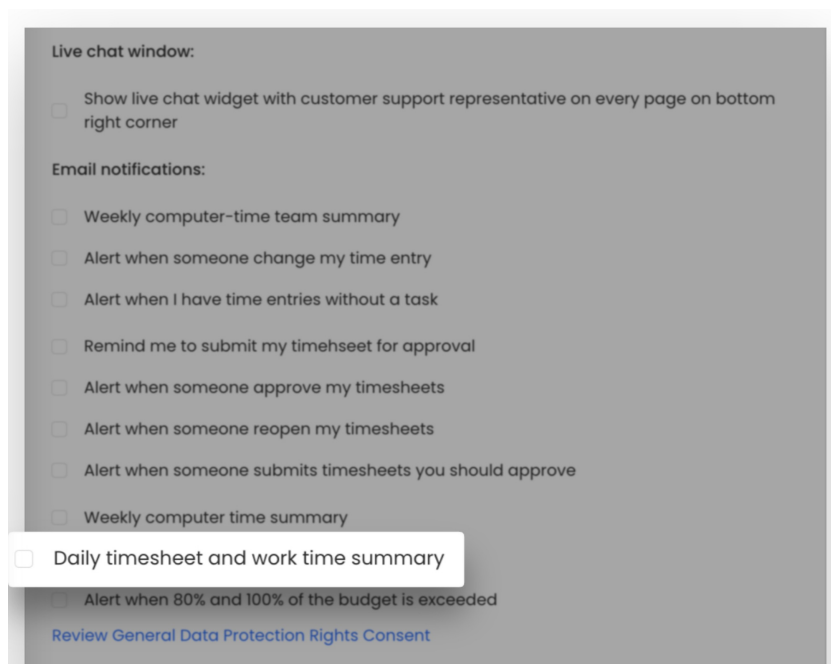 Live chat window:
Show live chat widget with customer support representative on every page on bottom
right corner
Email notifications:
Weekly computer-time team summary
Alert when someone change my time entry
Alert when I have time entries without a task
Remind me to submit my timehseet for approval
Alert when someone approve my timesheets
Alert when someone reopen my timesheets
Alert when someone submits timesheets you should approve
Weekly computer time summary
Daily timesheet and work time summary
Alert when 80% and 100% of the budget is exceeded
Review General Data Protection Rights Consent